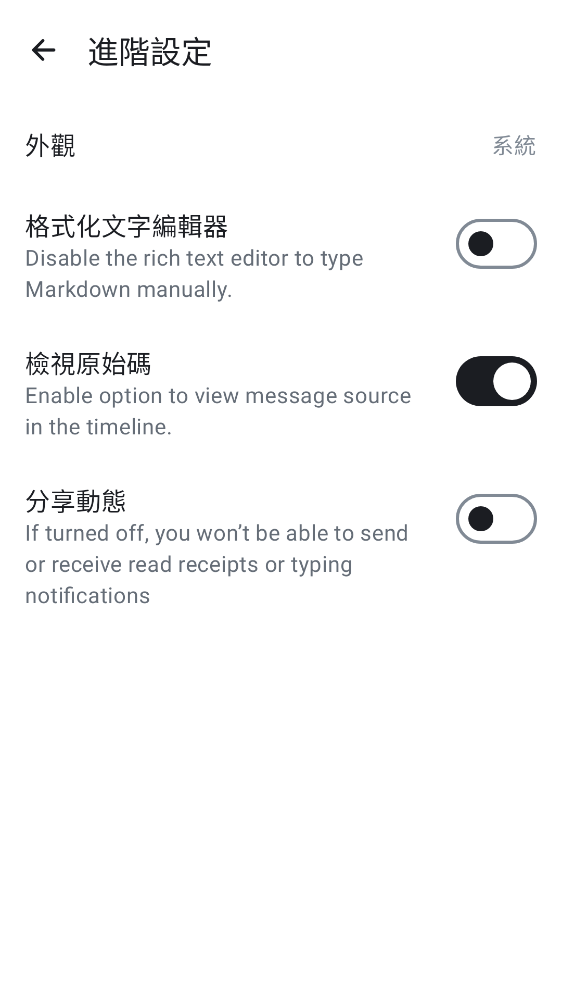 進階設定
外觀
系統
格式化文字編輯器
Disable the rich text editor to type
Markdown manually.
檢視原始碼
Enable option to view message source
in the timeline.
分享動態
If turned off, you won’t be able to send
or receive read receipts or typing
notifications